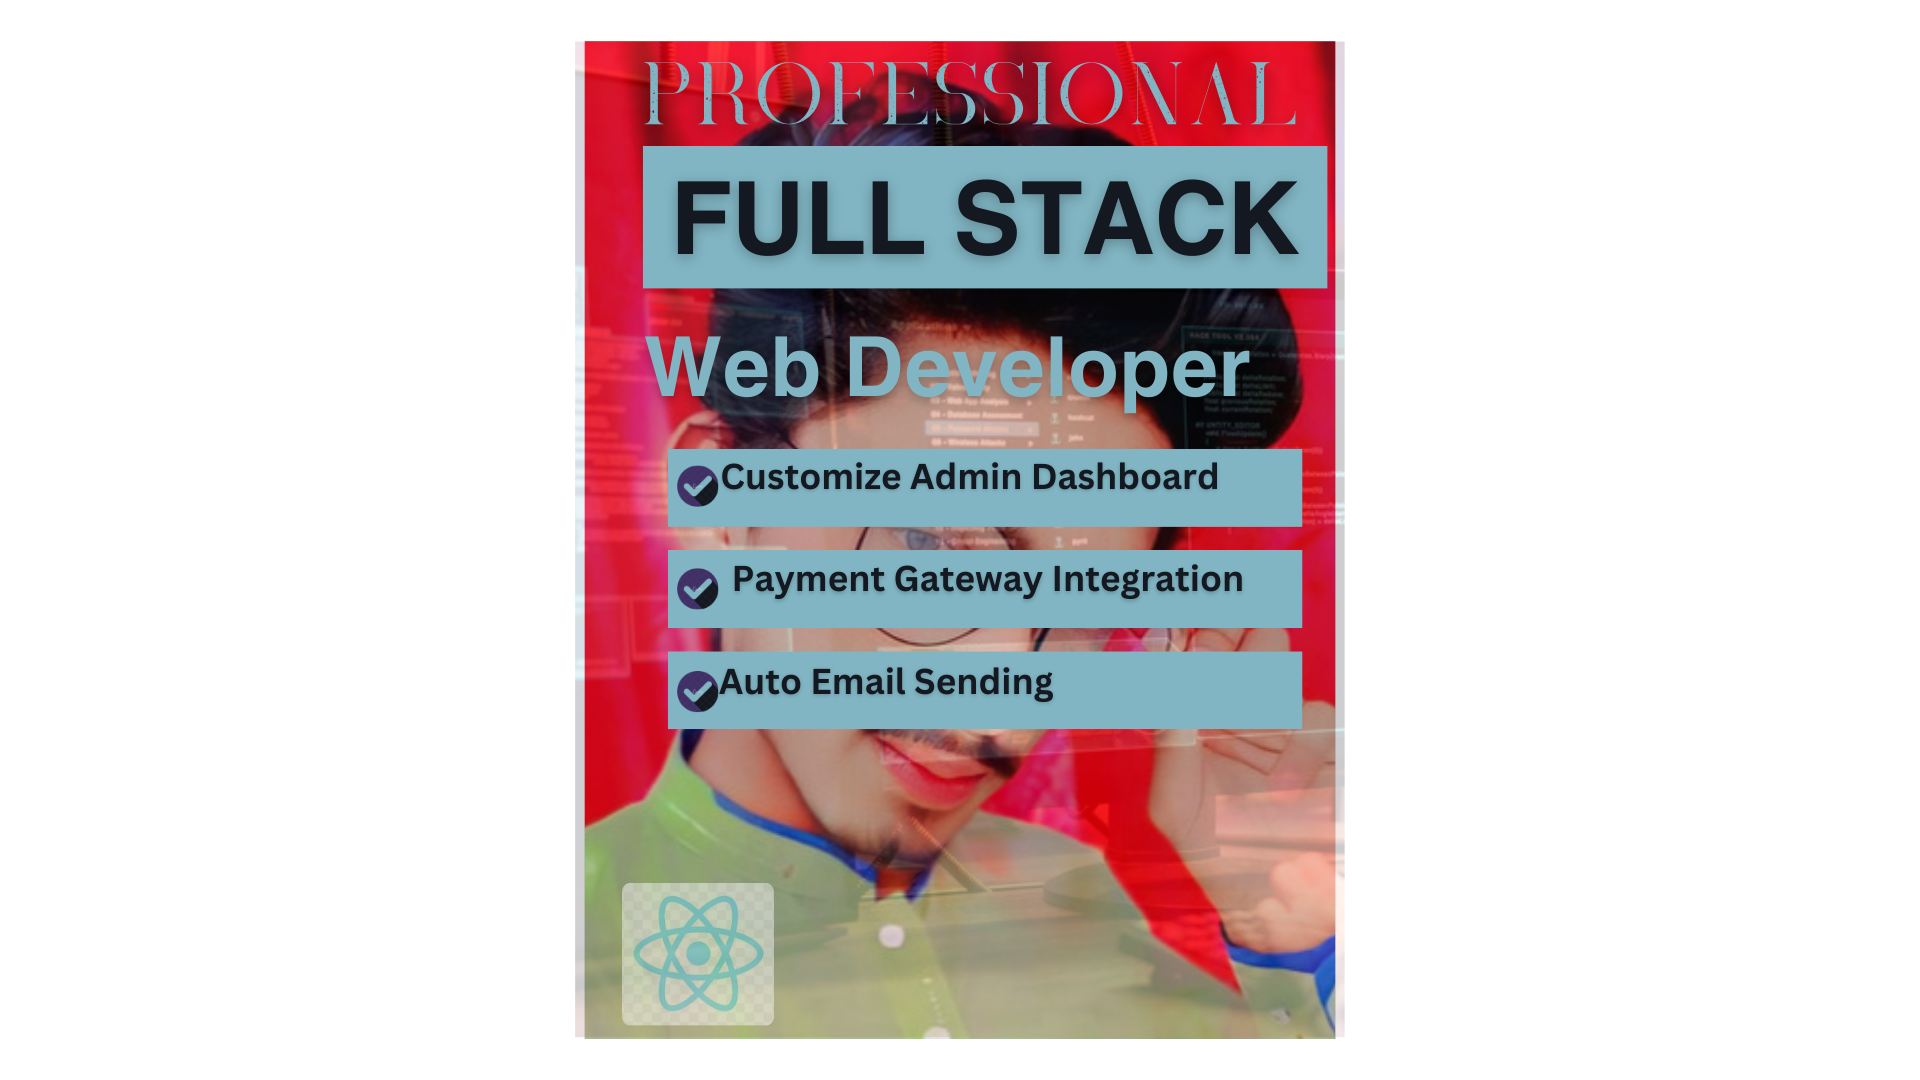 PROFESSIONAL
FULL STACK
Web Developer
Customize Admin Dashboard
Payment Gateway Integration
Auto Email Sending